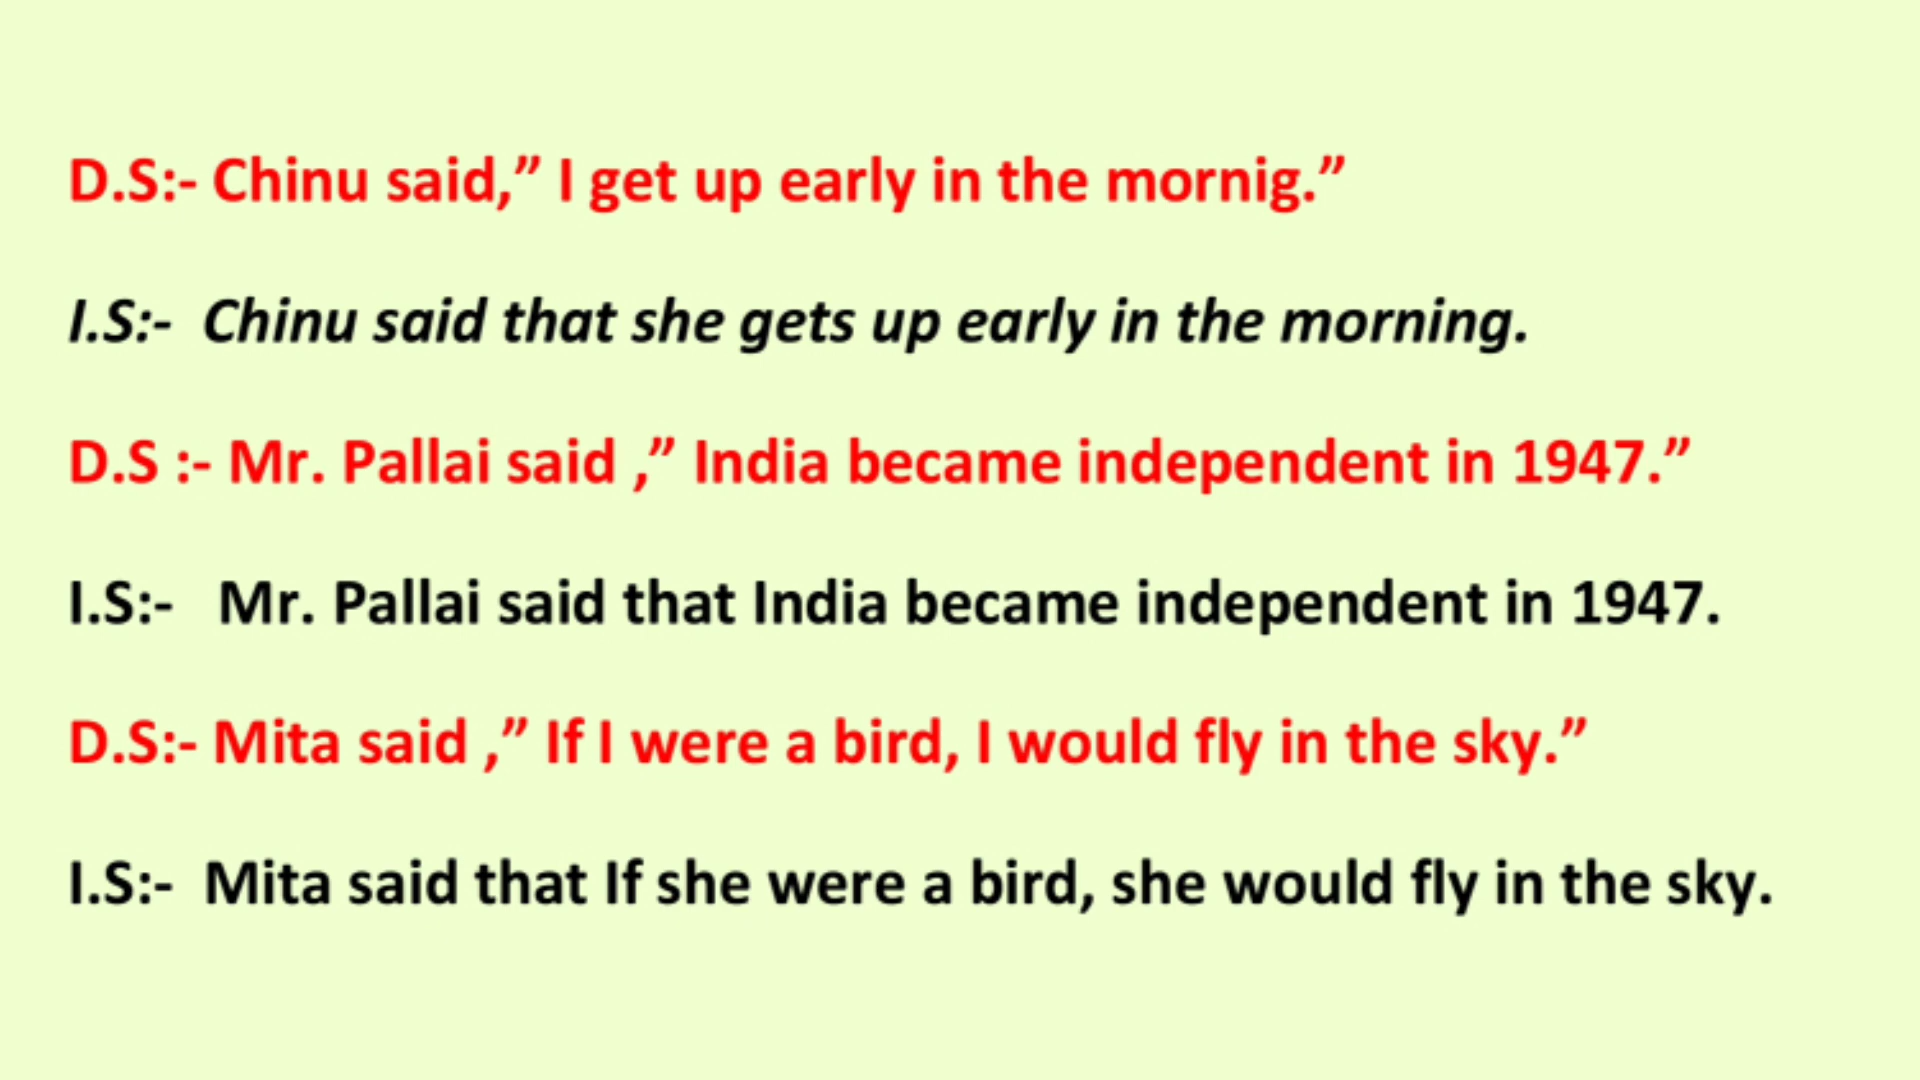 D.S:- Chinu said,” I get up early in the mornig.”
I.S:- Chinu said that she gets up early in the morning.
D.S :- Mr. Pallai said ,” India became independent in 1947.”
I.S:- Mr. Pallai said that India became independent in 1947.
D.S:- Mita said ,” If I were a bird, I would fly in the sky.”
I.S:- Mita said that If she were a bird, she would fly in the sky.